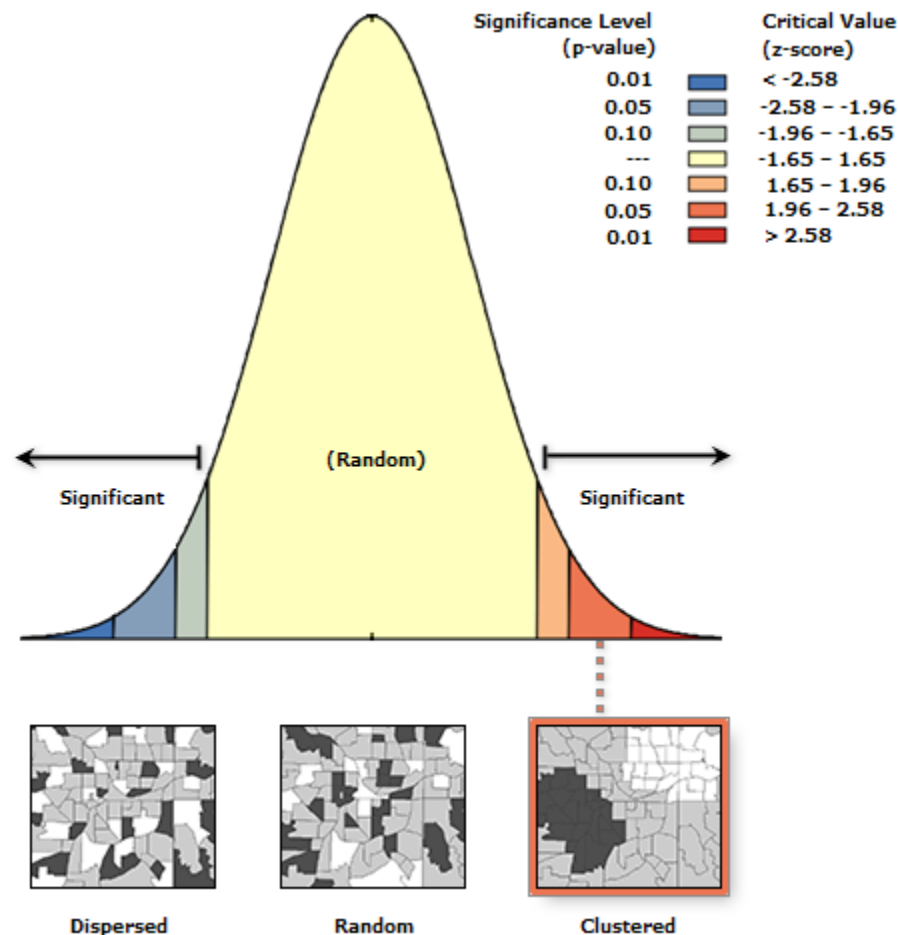 Significance Level
(p-value)
Critical Value
(z-score)
0.01 < -2.58
0.05 -2.58 – -1.96
0.10 -1.96 – -1.65
--- -1.65 – 1.65
0.10 1.65 – 1.96
0.05 1.96 – 2.58
0.01 > 2.58
(Random)
Significant
Significant
Dispersed
Random
Clustered